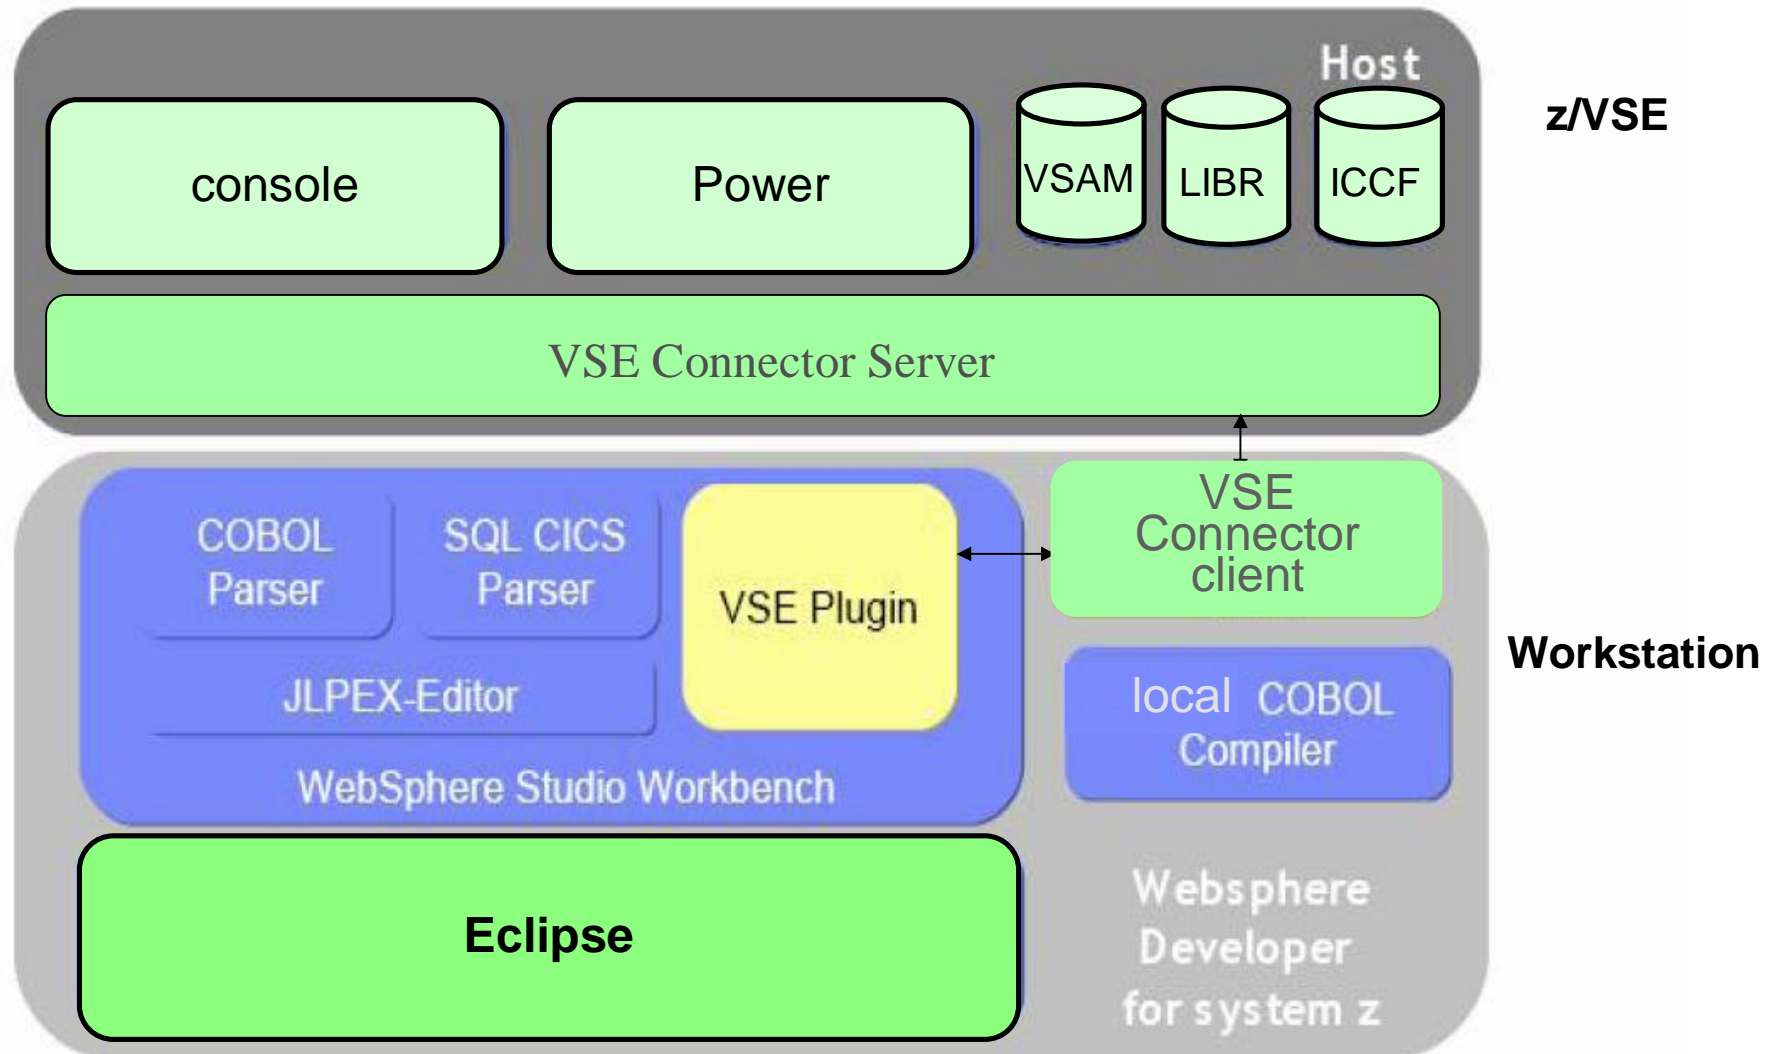 Host
z/VSE
console
Power
VSAM
LIBR
ICCF
VSE Connector Server
COBOL
Parser
SQL CICS
Parser
VSE Plugin
VSE
Connector
client
JLPEX-Editor
WebSphere Studio Workbench
local COBOL
Compiler
Workstation
Eclipse
Websphere
Developer
for system z